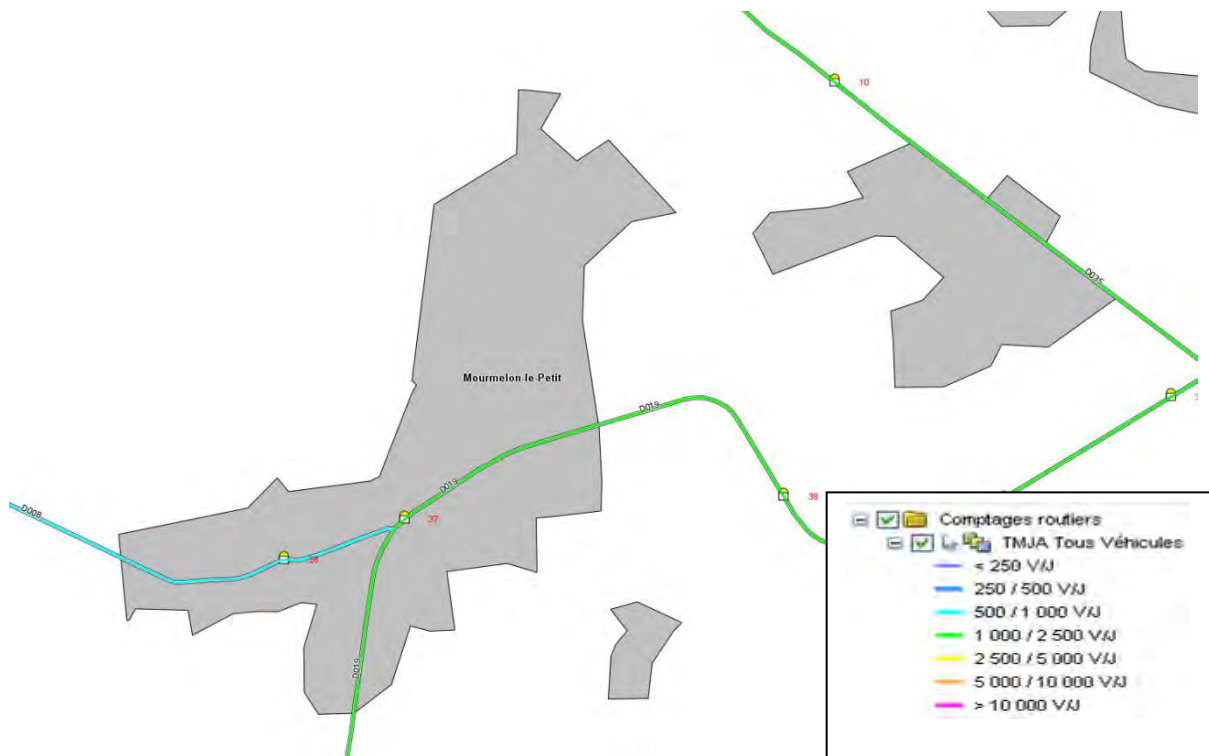 10
D035
Mourmelon-le-Petit
D019
D019
38
D008
37
28
D019
Comptages routiers
TMJA Tous Véhicules
< 250 V/J
250 / 500 V/J
500 / 1 000 V/J
1 000 / 2 500 V/J
2 500 / 5 000 V/J
5 000 / 10 000 V/J
> 10 000 V/J